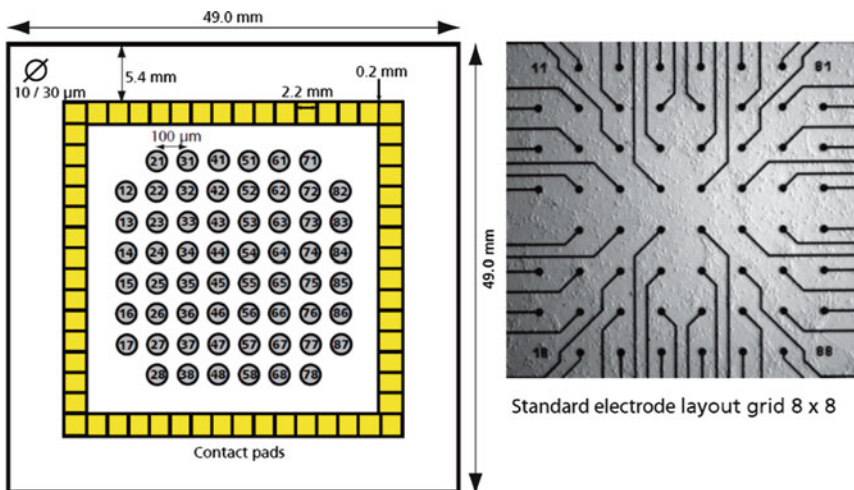 49.0 mm
10 / 30 µm
5.4 mm
0.2 mm
2.2 mm
100 µm
21 31 41 51 61 71
12 22 32 42 52 62 72 82
13 23 33 43 53 63 73 83
14 24 34 44 54 64 74 84
15 25 35 45 55 65 75 85
16 26 36 46 56 66 76 86
17 27 37 47 57 67 77 87
28 38 48 58 68 78
Contact pads
49.0 mm
11 81
18 88
Standard electrode layout grid 8 x 8